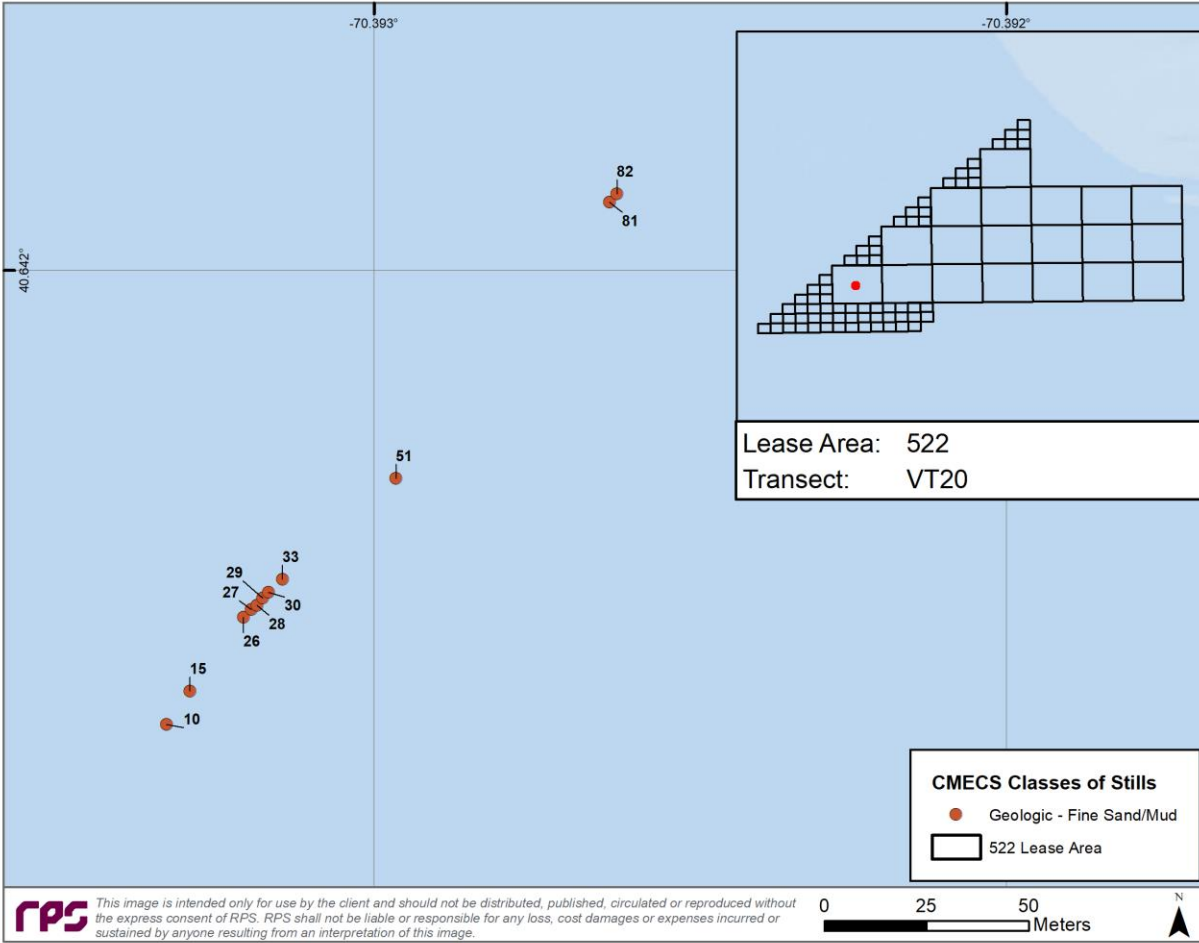 -70.393°
-70.392°
40.642°
82
81
51
33
29
27
30
28
26
15
10
Lease Area: 522
Transect: VT20
CMECS Classes of Stills
Geologic - Fine Sand/Mud
522 Lease Area
rps
This image is intended only for use by the client and should not be distributed, published, circulated or reproduced without
the express consent of RPS. RPS shall not be liable or responsible for any loss, cost damages or expenses incurred or
sustained by anyone resulting from an interpretation of this image.
0 25 50
Meters
N